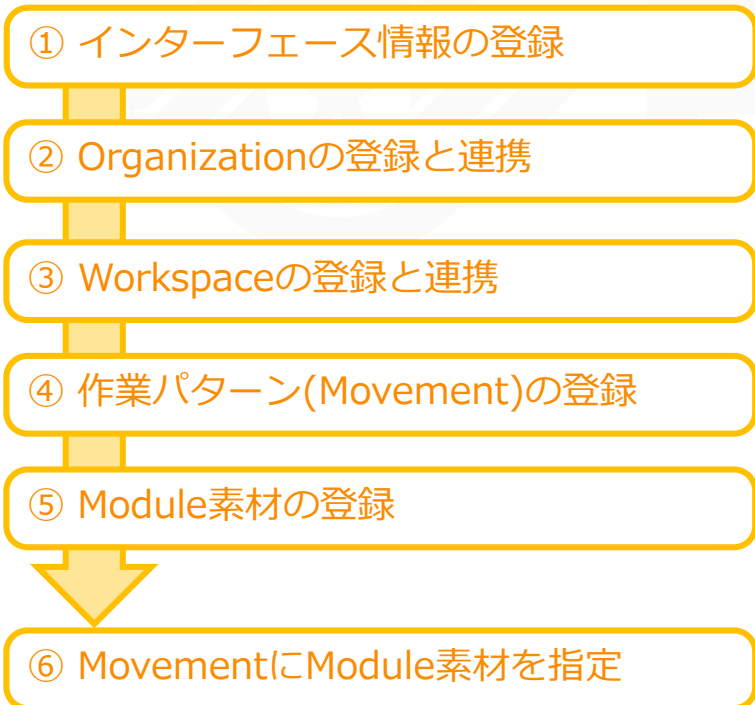 ① インターフェース情報の登録
② Organizationの登録と連携
③ Workspaceの登録と連携
④ 作業パターン(Movement)の登録
⑤ Module素材の登録
⑥ MovementにModule素材を指定